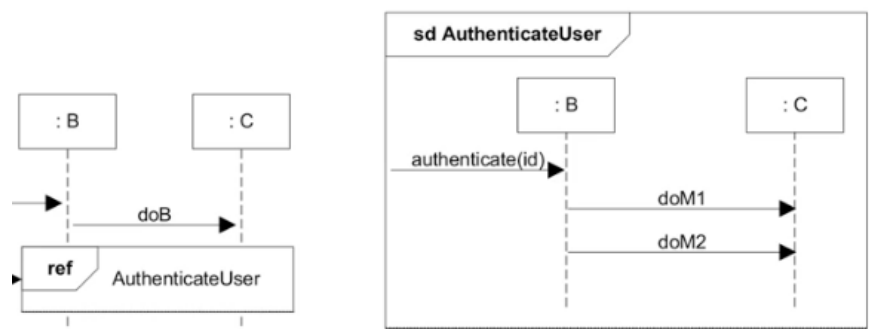 : B
: C
doB
ref
AuthenticateUser
sd AuthenticateUser
: B
: C
authenticate(id)
doM1
doM2